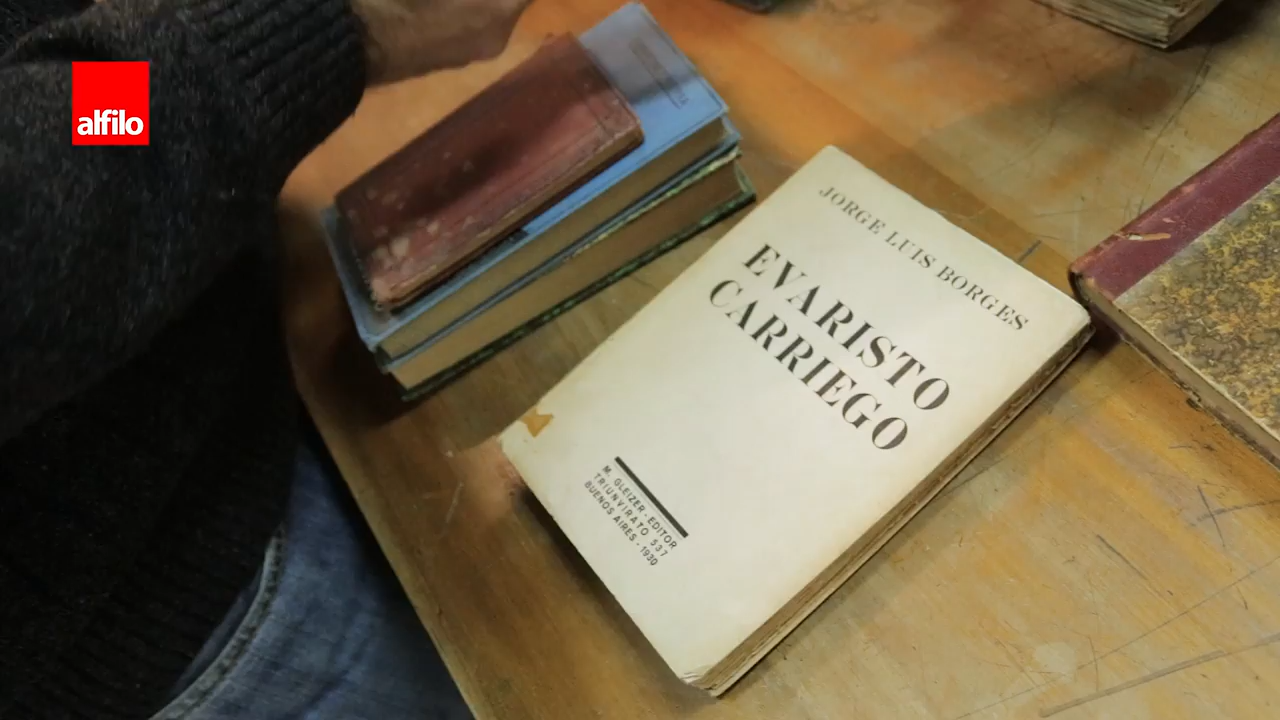 alfilo
JORGE LUIS BORGES
EVARISTO
CARRIEGO
M. GLEIZER - EDITOR
TRIUNVIRATO 537
BUENOS AIRES - 1930